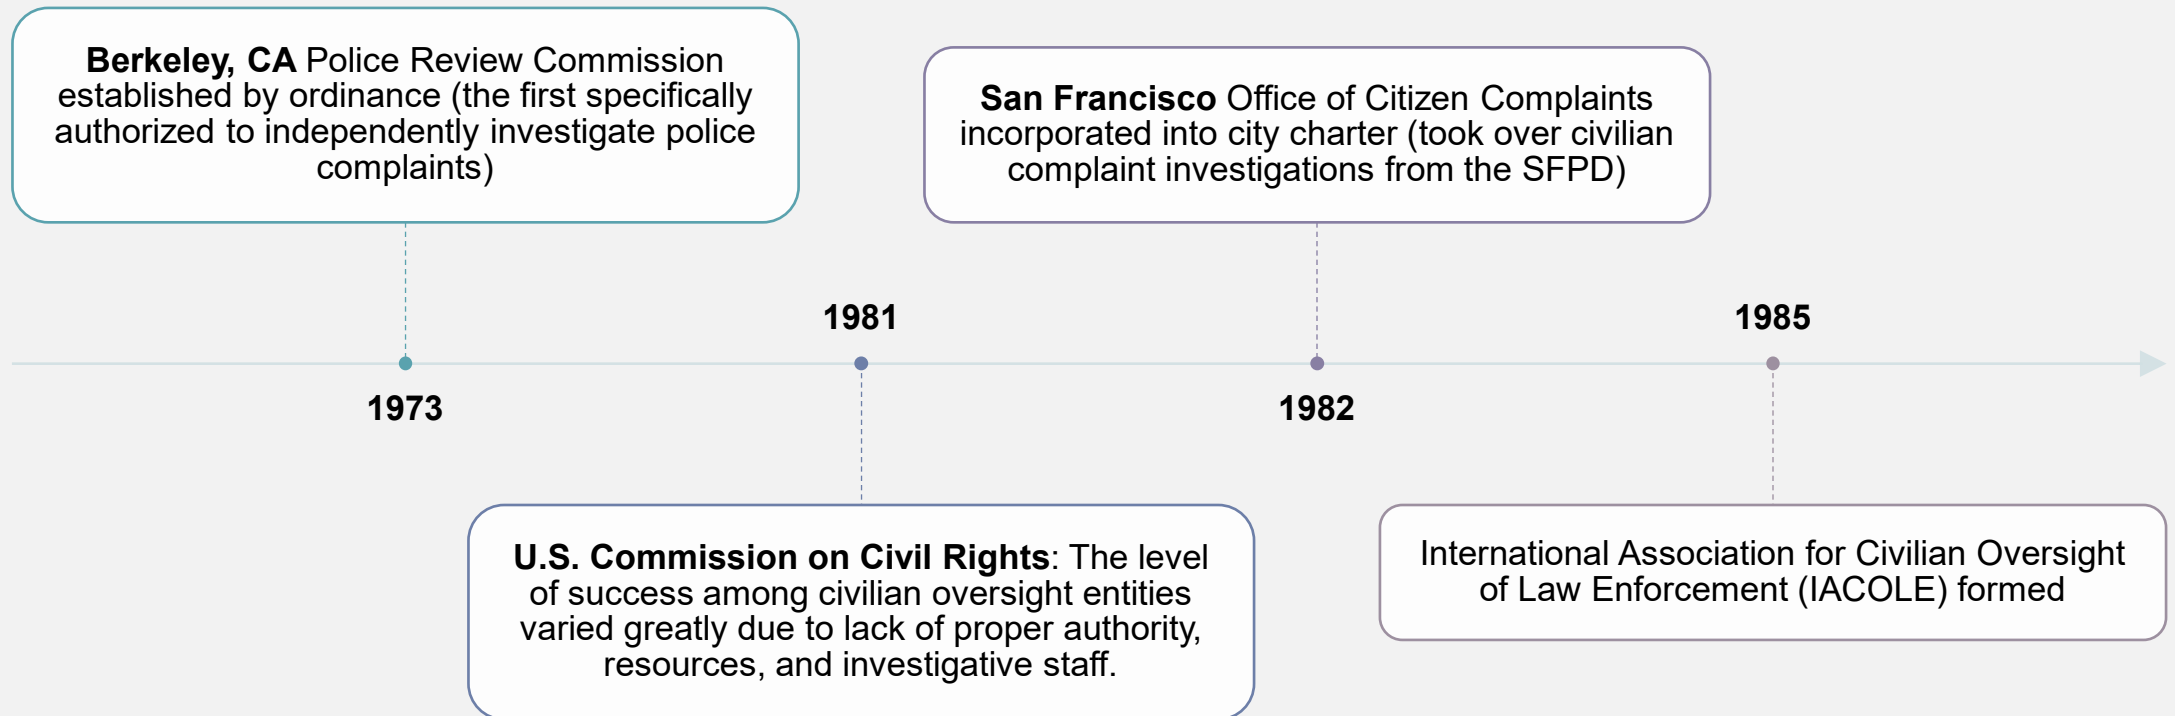 Berkeley, CA Police Review Commission
established by ordinance (the first specifically
authorized to independently investigate police
complaints)
San Francisco Office of Citizen Complaints
incorporated into city charter (took over civilian
complaint investigations from the SFPD)
1981
1985
1973
1982
U.S. Commission on Civil Rights: The level
of success among civilian oversight entities
varied greatly due to lack of proper authority,
resources, and investigative staff.
International Association for Civilian Oversight
of Law Enforcement (IACOLE) formed